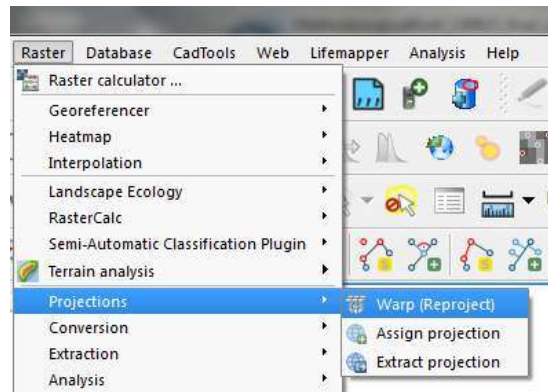 Raster Database CadTools Web Lifemapper Analysis Help
Raster calculator ...
Georeferencer
Heatmap
Interpolation
Landscape Ecology
RasterCalc
Semi-Automatic Classification Plugin
Terrain analysis
Projections
Warp (Reproject)
Conversion
Assign projection
Extraction
Extract projection
Analysis